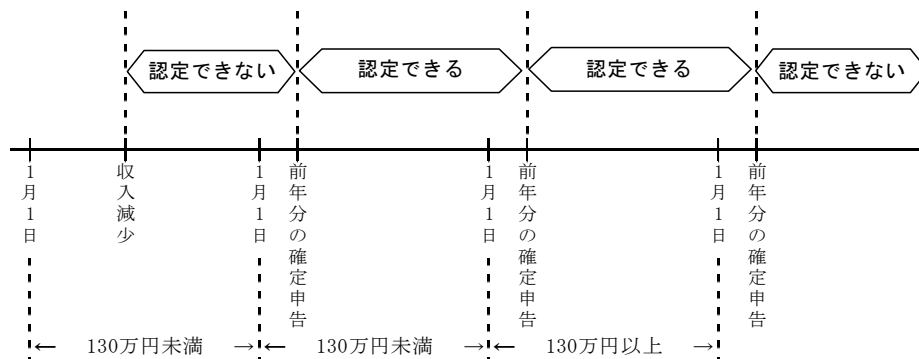 認定できない
認定できる
認定できる
認定できない
1月1日
収入減少
1月1日
前年分の確定申告
1月1日
前年分の確定申告
1月1日
前年分の確定申告
← 130万円未満 →
← 130万円未満 →
← 130万円以上 →